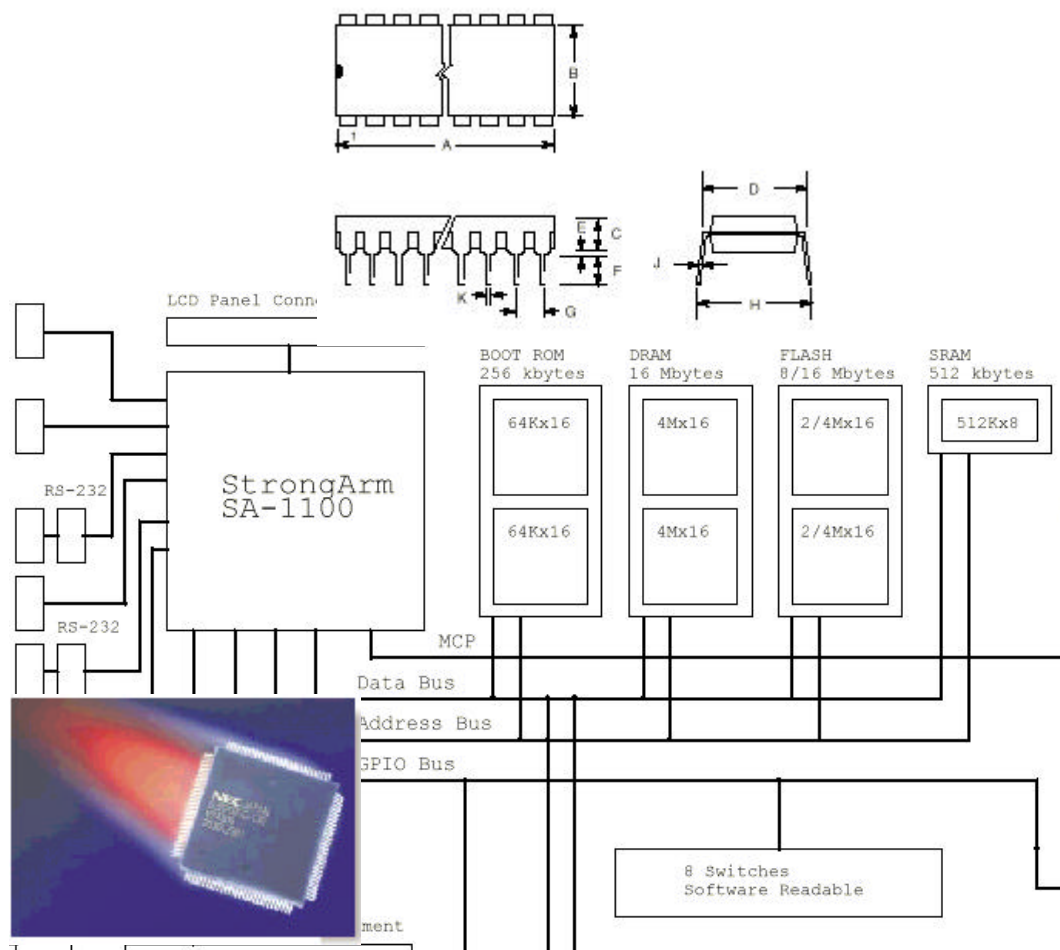 B
1
A
D
E
C
F
J
K
G
H
LCD Panel
BOOT ROM
256 kbytes
DRAM
16 Mbytes
FLASH
8/16 Mbytes
SRAM
512 kbytes
64Kx16
4Mx16
2/4Mx16
512Kx8
StrongArm
SA-1100
RS-232
64Kx16
4Mx16
2/4Mx16
RS-232
MCP
Data Bus
Address Bus
GPIO Bus
NEC JAPAN
8 Switches
Software Readable
ment